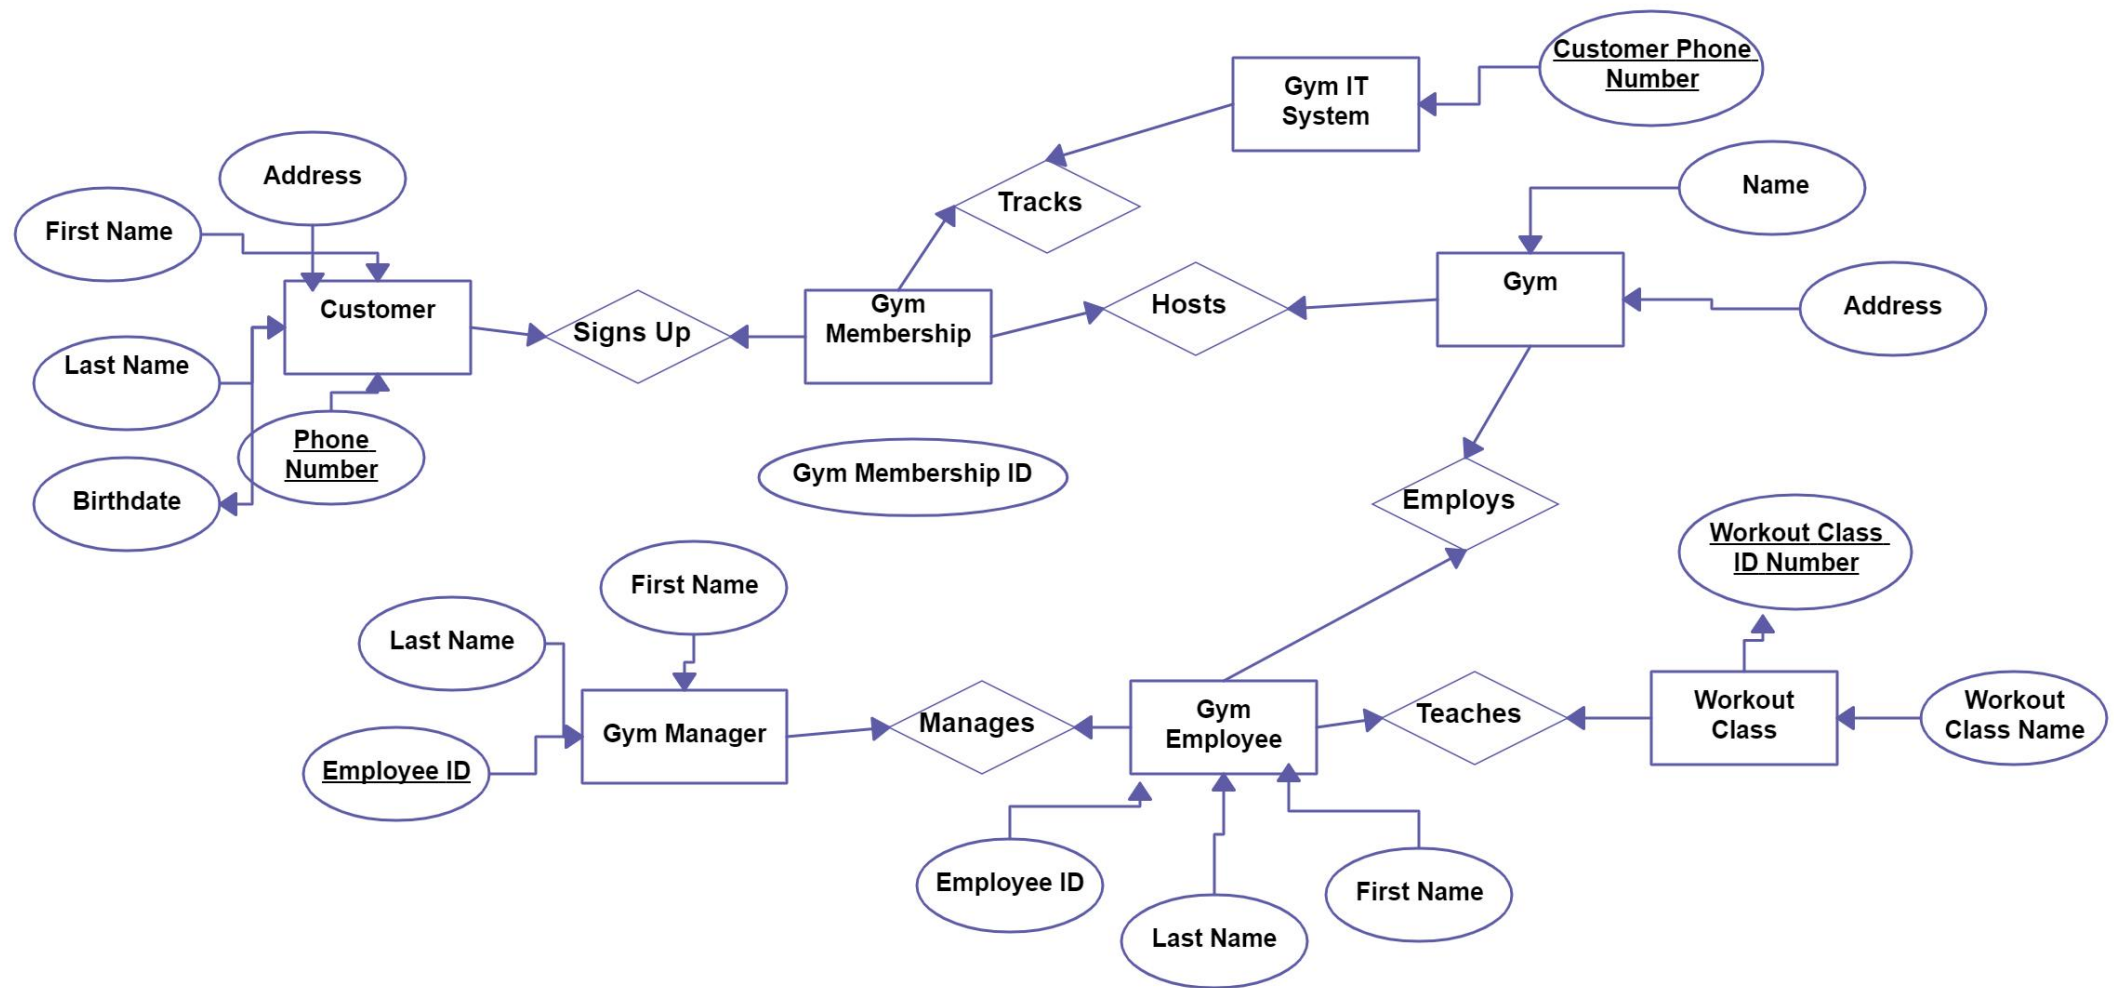 Customer Phone
Number
Gym IT
System
Address
Name
First Name
Tracks
Gym
Address
Customer
Signs Up
Gym
Membership
Hosts
Last Name
Phone
Number
Gym Membership ID
Birthdate
Employs
Workout Class
ID Number
First Name
Last Name
Gym Manager
Manages
Gym
Employee
Teaches
Workout
Class
Workout
Class Name
Employee ID
Employee ID
Last Name
First Name